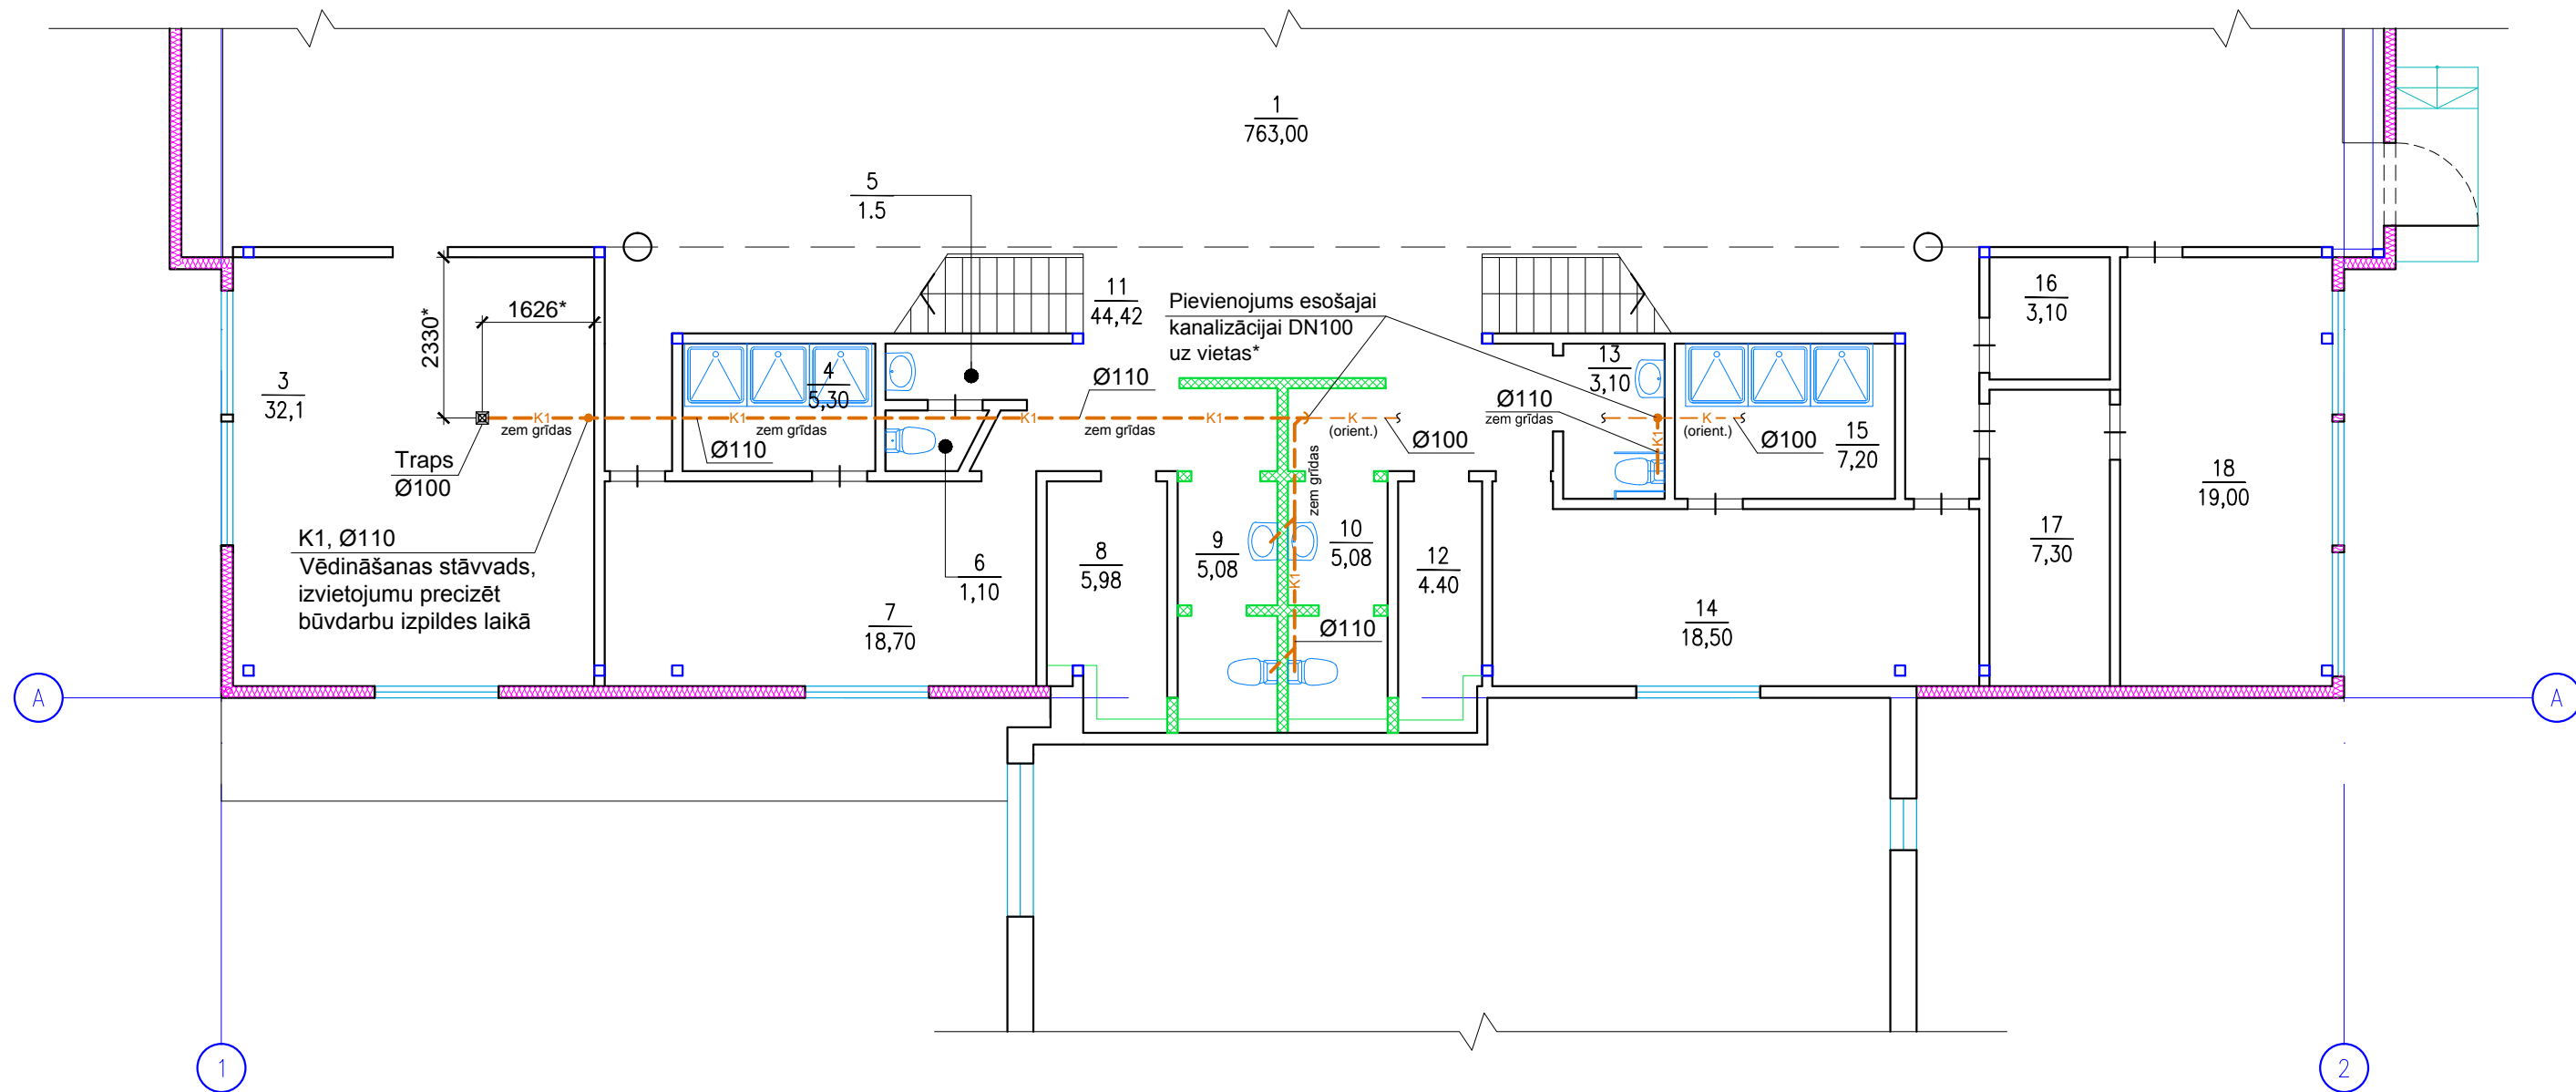 1
763,00
5
1.5
11
44,42
Pievienojums esošajai
kanalizācijai DN100
uz vietas*
16
3,10
1626*
2330*
3
32,1
4
5,30
13
3,10
Ø110
Ø110
zem grīdas
K1
zem grīdas
K1
zem grīdas
K1
zem grīdas
K1
K
(orient.)
Ø100
K1
K
(orient.)
Ø100
15
7,20
Ø110
Traps
Ø100
zem grīdas
18
19,00
K1, Ø110
Vēdināšanas stāvvads,
izvietojumu precizēt
būvdarbu izpildes laikā
6
1,10
8
5,98
9
5,08
10
5,08
12
4.40
17
7,30
K1
7
18,70
Ø110
14
18,50
A
A
1
2